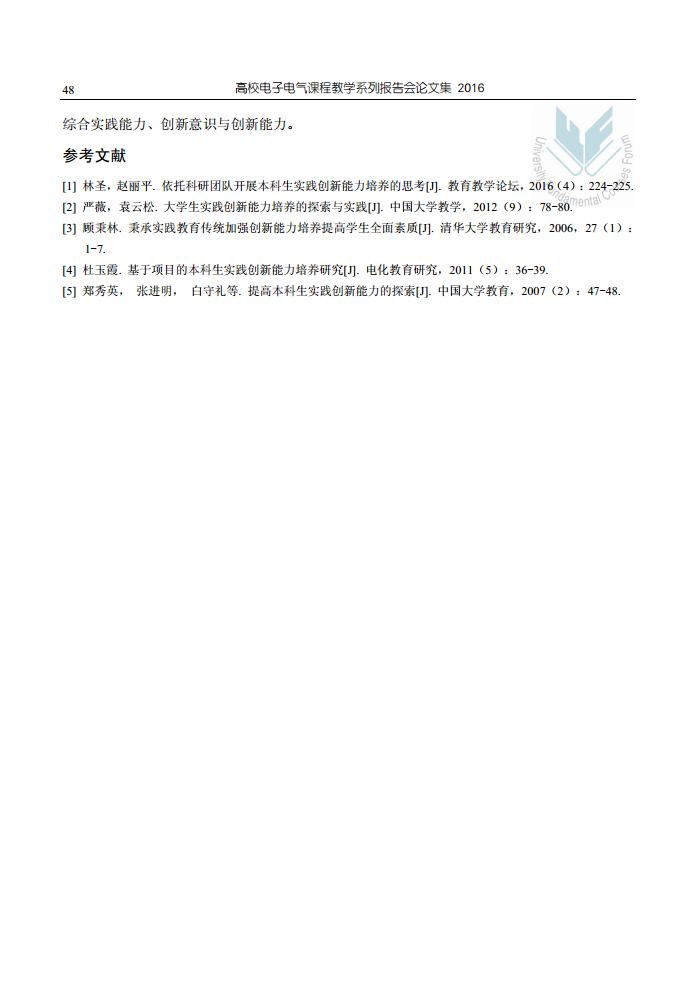 48
高校电子电气课程教学系列报告会论文集 2016
综合实践能力、创新意识与创新能力。
参考文献
[1] 林圣，赵丽平. 依托科研团队开展本科生实践创新能力培养的思考[J]. 教育教学论坛，2016（4）：224-225.
[2] 严薇，袁云松. 大学生实践创新能力培养的探索与实践[J]. 中国大学教学，2012（9）：78-80.
[3] 顾秉林. 秉承实践教育传统加强创新能力培养提高学生全面素质[J]. 清华大学教育研究，2006，27（1）：
1-7.
[4] 杜玉霞. 基于项目的本科生实践创新能力培养研究[J]. 电化教育研究，2011（5）：36-39.
[5] 郑秀英， 张进明， 白守礼等. 提高本科生实践创新能力的探索[J]. 中国大学教育，2007（2）：47-48.
University Fundamental Courses Forum